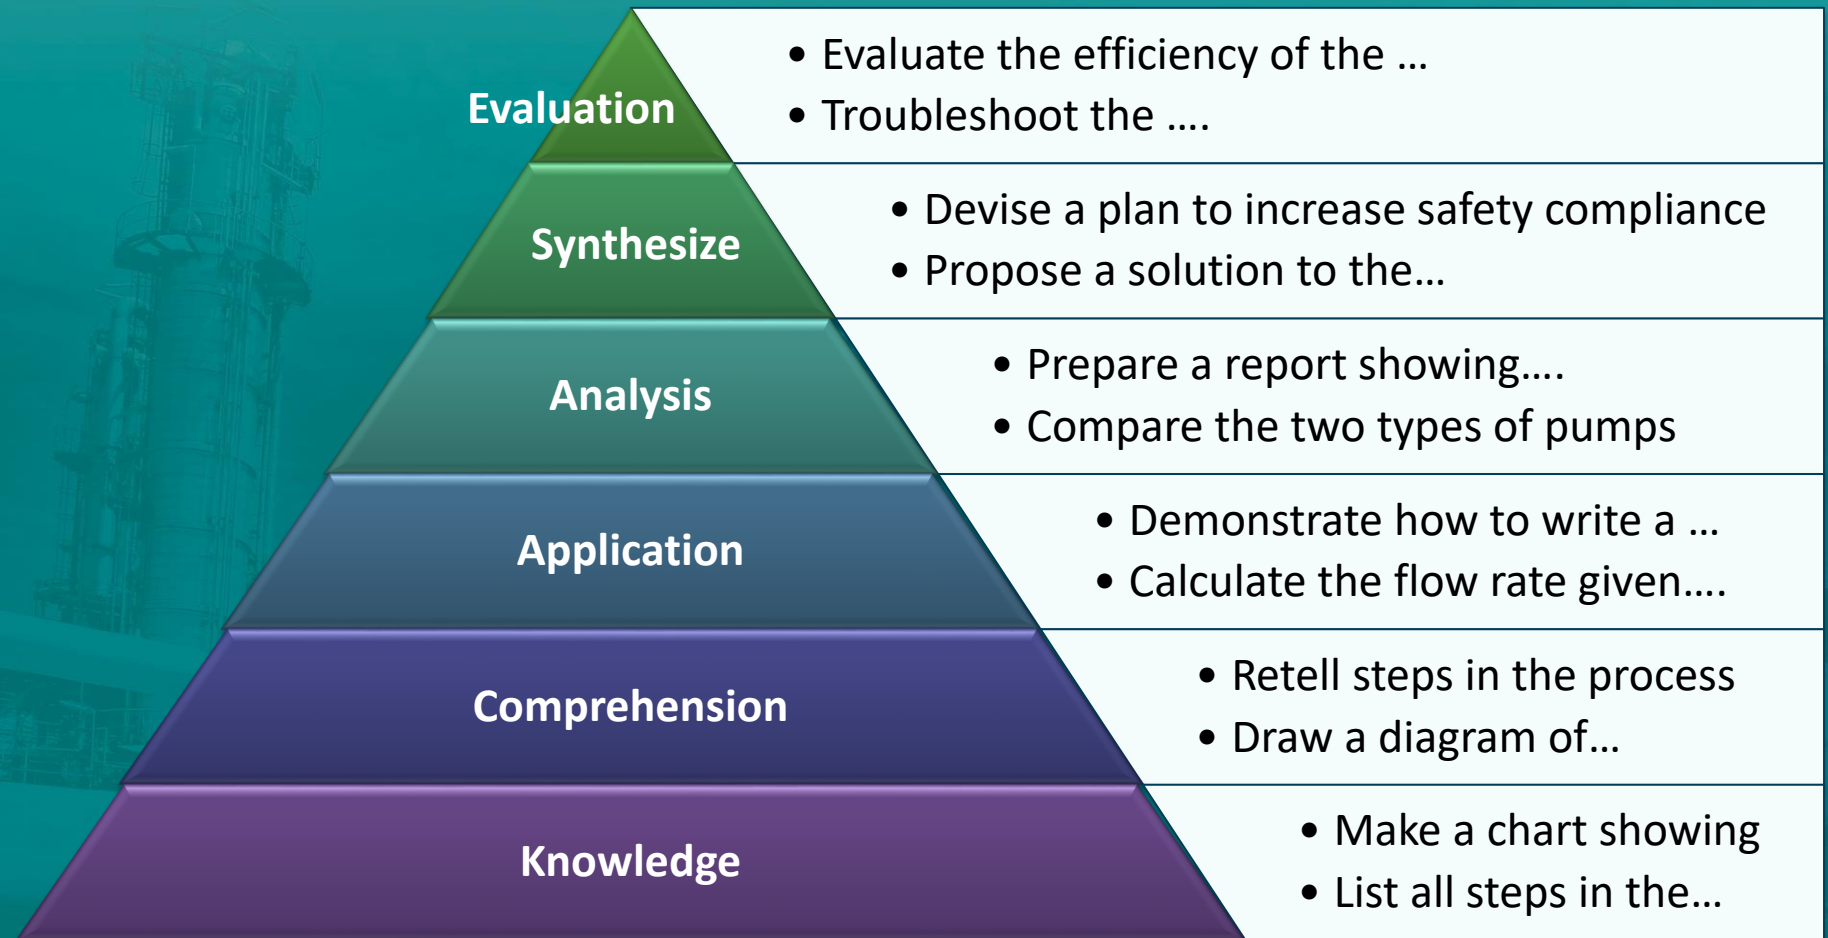 Evaluation
• Evaluate the efficiency of the …
• Troubleshoot the ….
Synthesize
• Devise a plan to increase safety compliance
• Propose a solution to the…
Analysis
• Prepare a report showing….
• Compare the two types of pumps
Application
• Demonstrate how to write a …
• Calculate the flow rate given….
Comprehension
• Retell steps in the process
• Draw a diagram of…
Knowledge
• Make a chart showing
• List all steps in the…